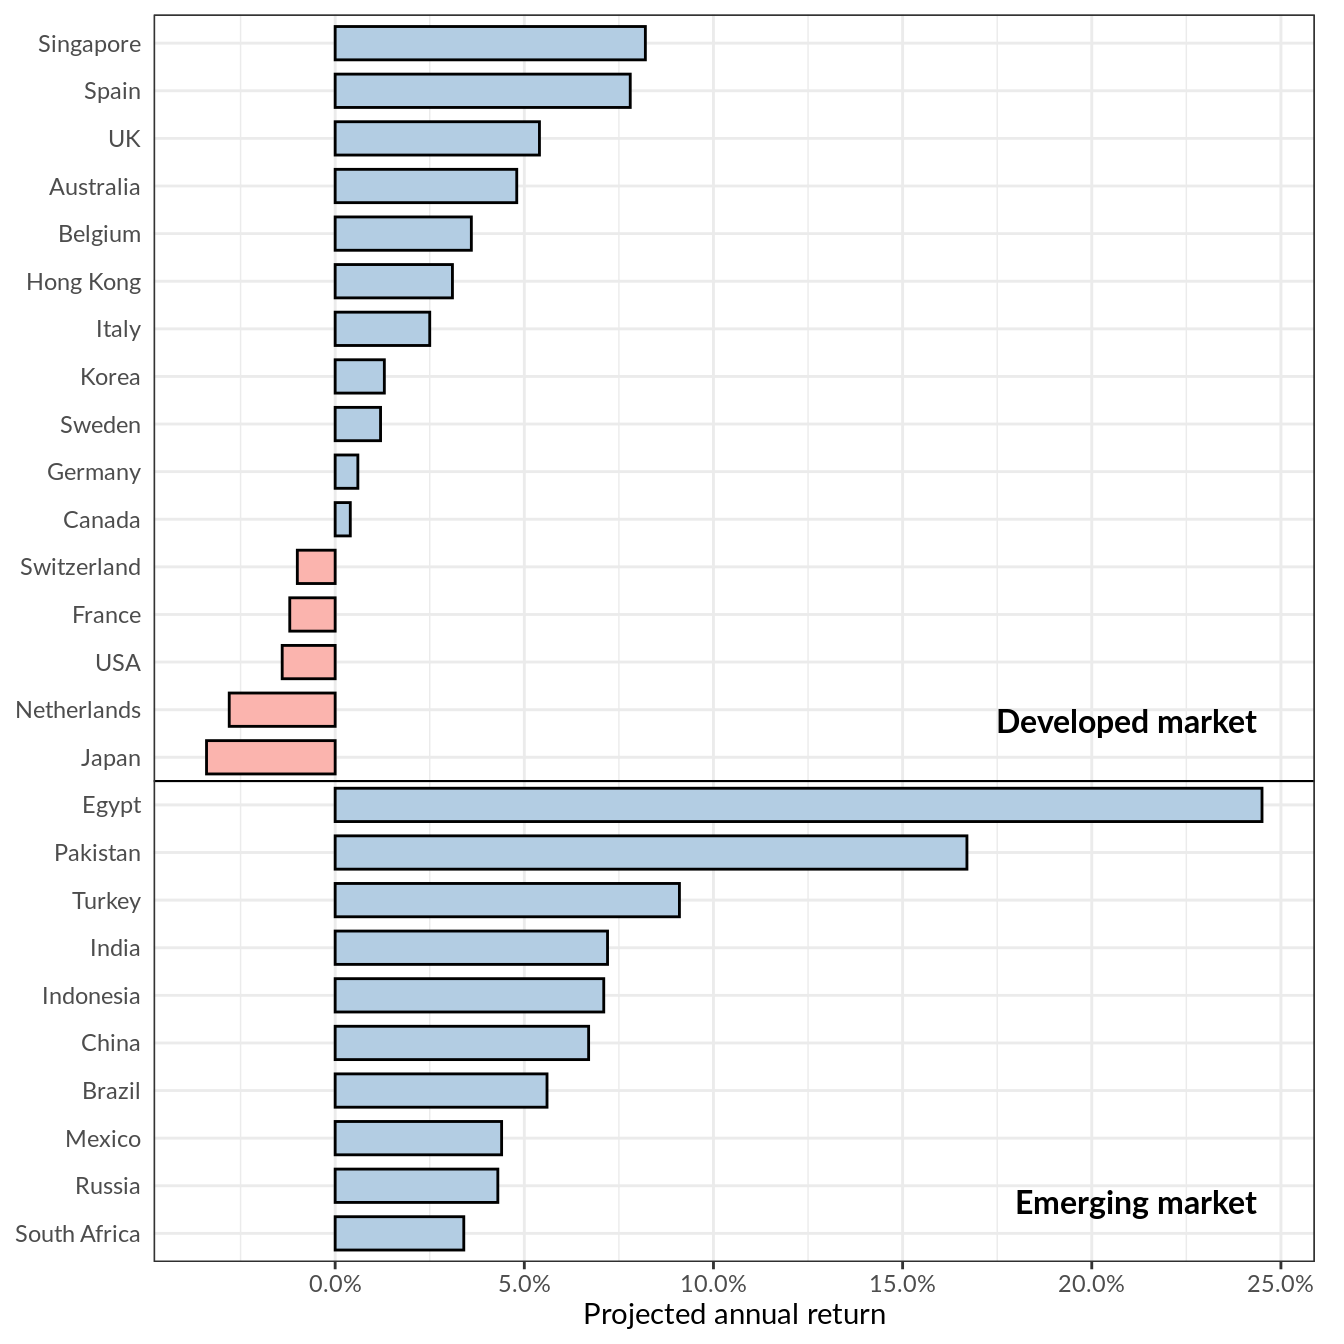 Singapore
Spain
UK
Australia
Belgium
Hong Kong
Italy
Korea
Sweden
Germany
Canada
Switzerland
France
USA
Netherlands
Developed market
Japan
Egypt
Pakistan
Turkey
India
Indonesia
China
Brazil
Mexico
Russia
Emerging market
South Africa
0.0% 5.0% 10.0% 15.0% 20.0% 25.0%
Projected annual return